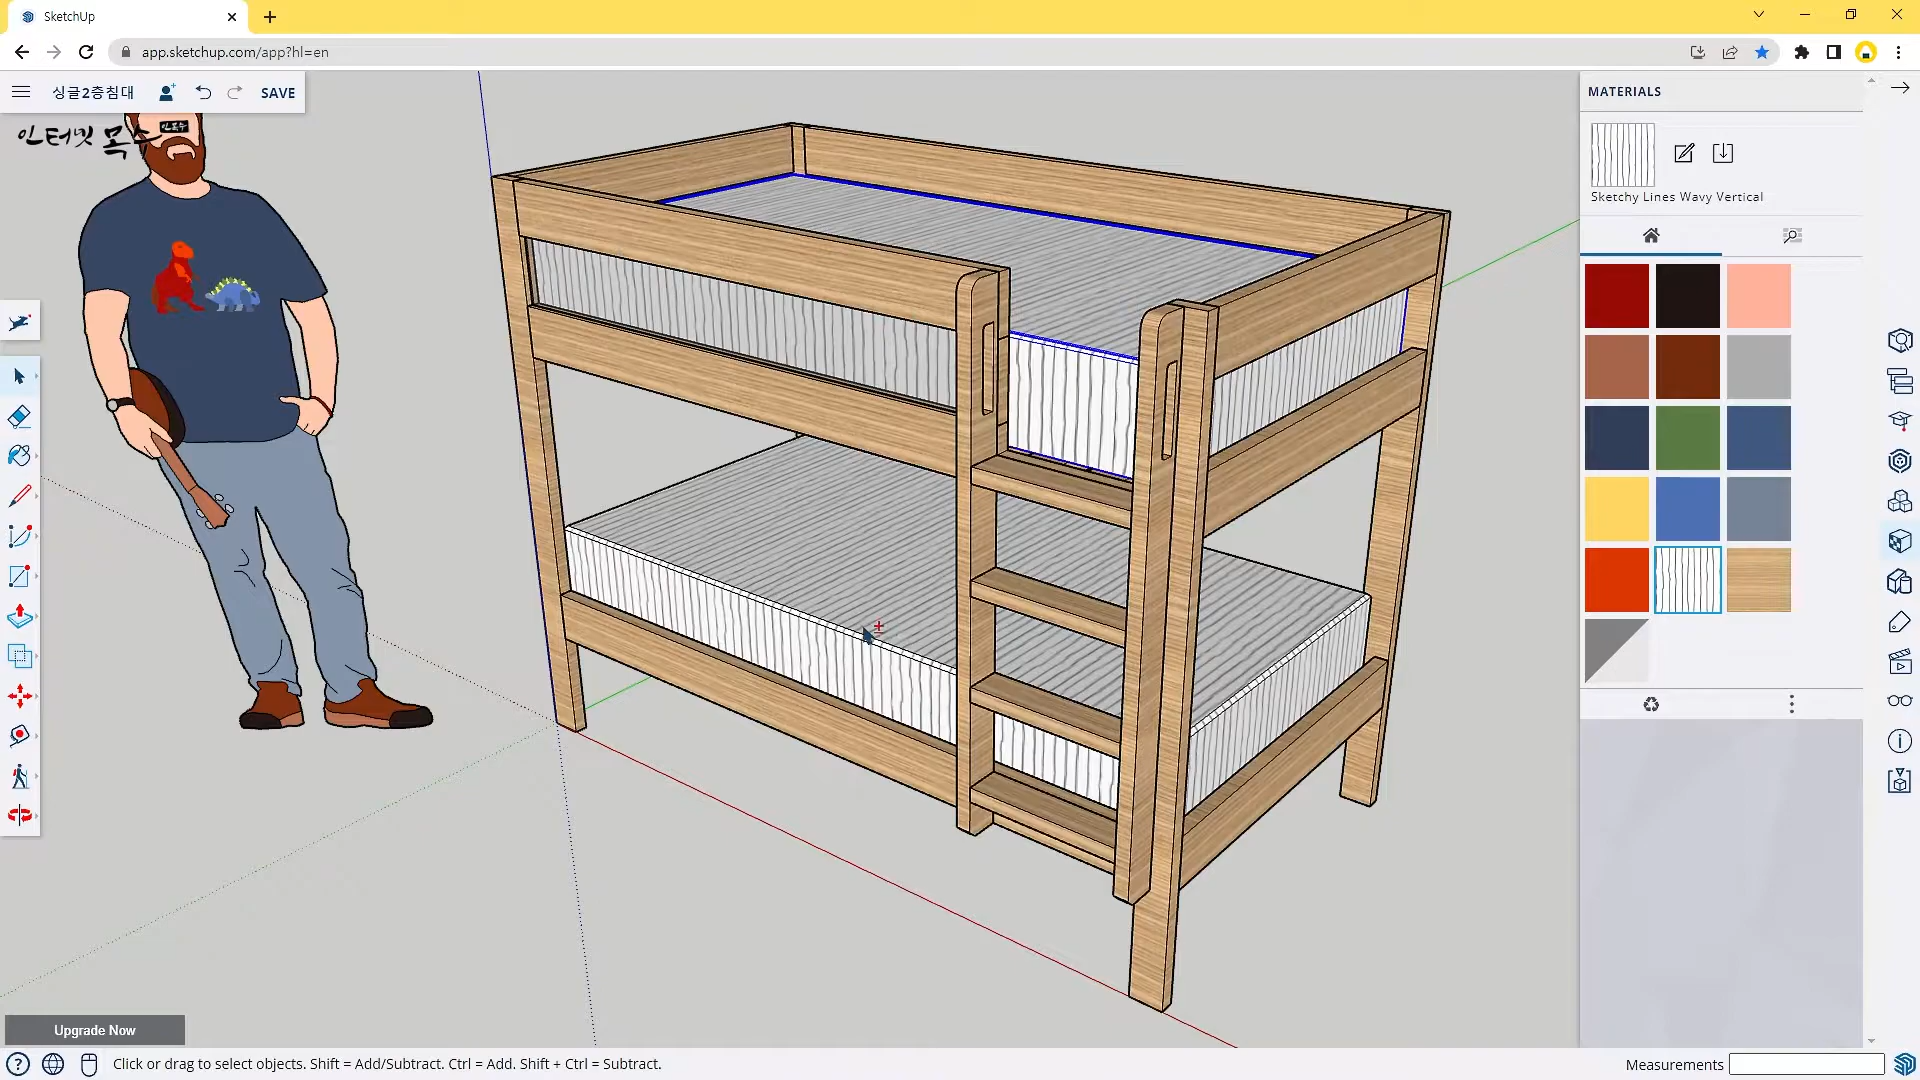 SketchUp
app.sketchup.com/app?hl=en
싱글2층침대
SAVE
인터넷 목수
MATERIALS
Sketchy Lines Wavy Vertical
Upgrade Now
Click or drag to select objects. Shift = Add/Subtract. Ctrl = Add. Shift + Ctrl = Subtract.
Measurements